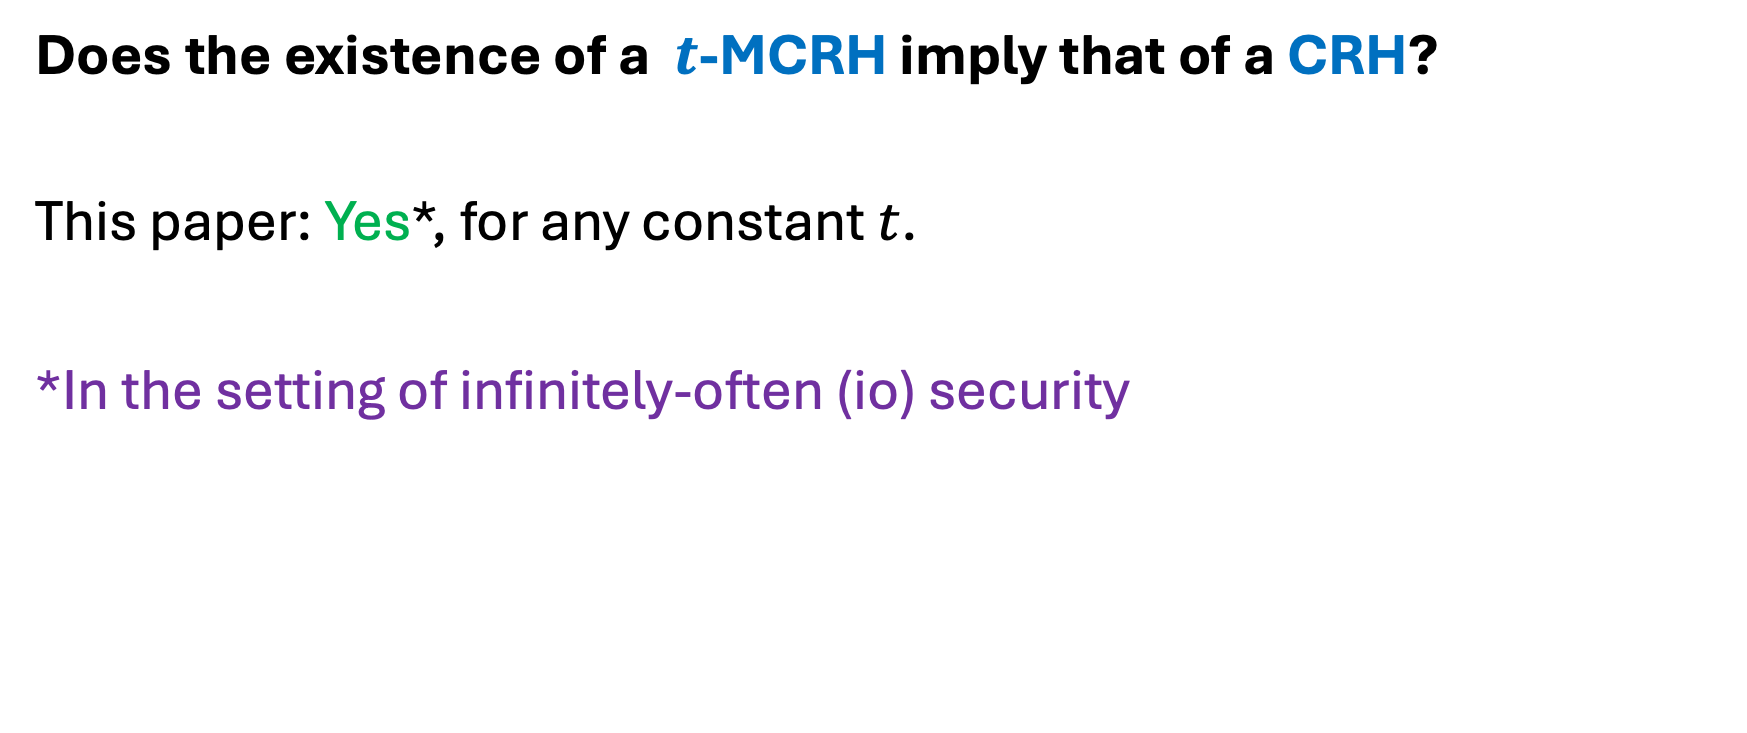 Does the existence of a t-MCRH imply that of a CRH?
This paper: Yes*, for any constant t.
*In the setting of infinitely-often (io) security